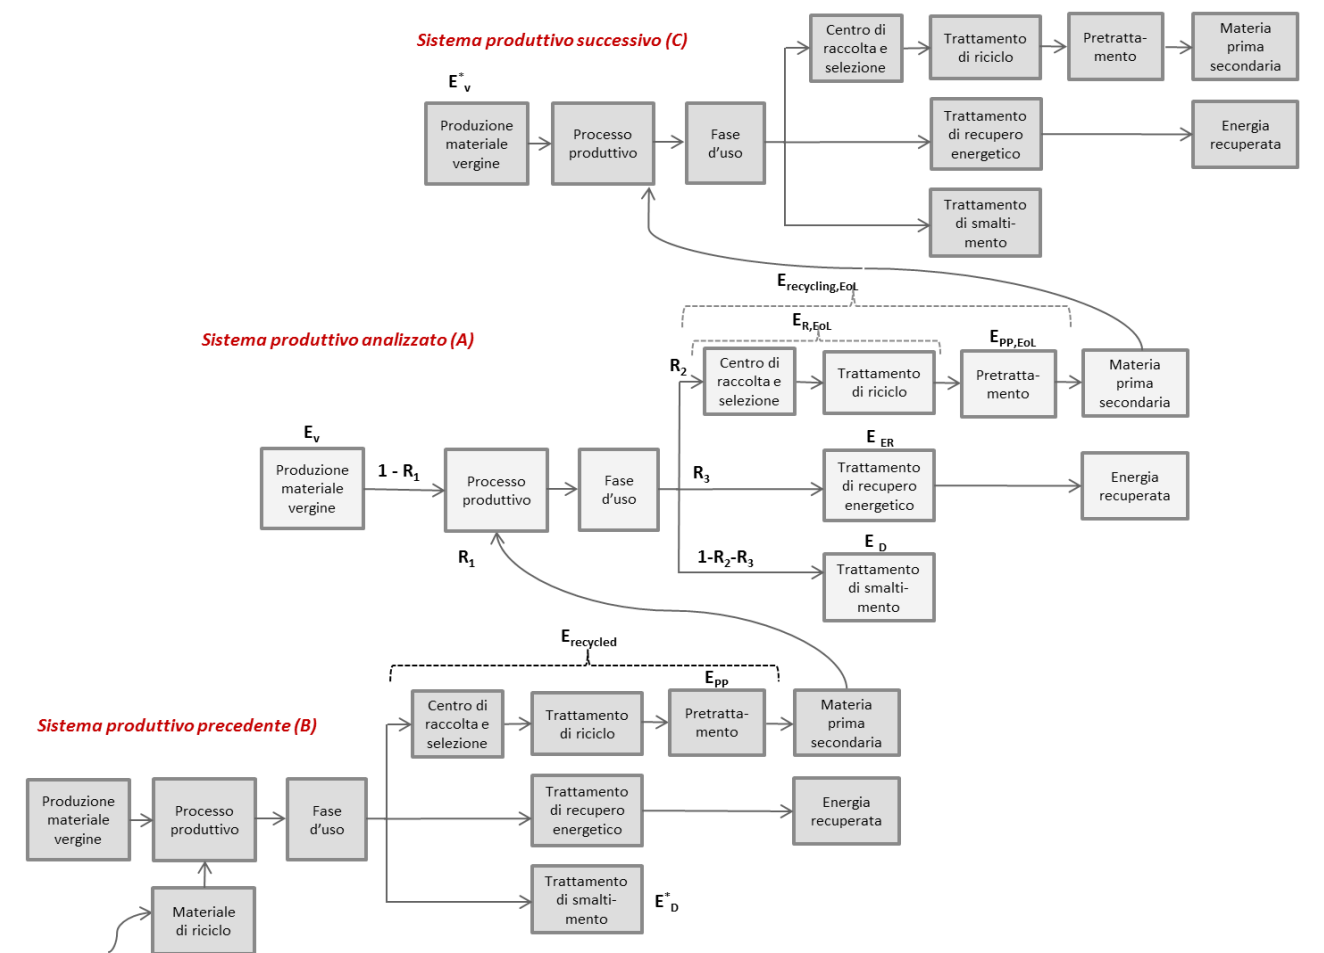 Sistema produttivo successivo (C)
E*v
Produzione
materiale
vergine
Processo
produttivo
Fase
d'uso
Centro di
raccolta e
selezione
Trattamento
di riciclo
Pretratta-
mento
Materia
prima
secondaria
Trattamento
di recupero
energetico
Energia
recuperata
Trattamento
di smalti-
mento
Sistema produttivo analizzato (A)
E recycling,EoL
E R,EoL
E PP,EoL
R2
Centro di
raccolta e
selezione
Trattamento
di riciclo
Pretratta-
mento
Materia
prima
secondaria
Ev
Produzione
materiale
vergine
1 - R1
Processo
produttivo
Fase
d'uso
R3
E ER
Trattamento
di recupero
energetico
Energia
recuperata
R1
1-R2-R3
E D
Trattamento
di smalti-
mento
Sistema produttivo precedente (B)
E recycled
E PP
Centro di
raccolta e
selezione
Trattamento
di riciclo
Pretratta-
mento
Materia
prima
secondaria
Produzione
materiale
vergine
Processo
produttivo
Fase
d'uso
Trattamento
di recupero
energetico
Energia
recuperata
Materiale
di riciclo
Trattamento
di smalti-
mento
E*D